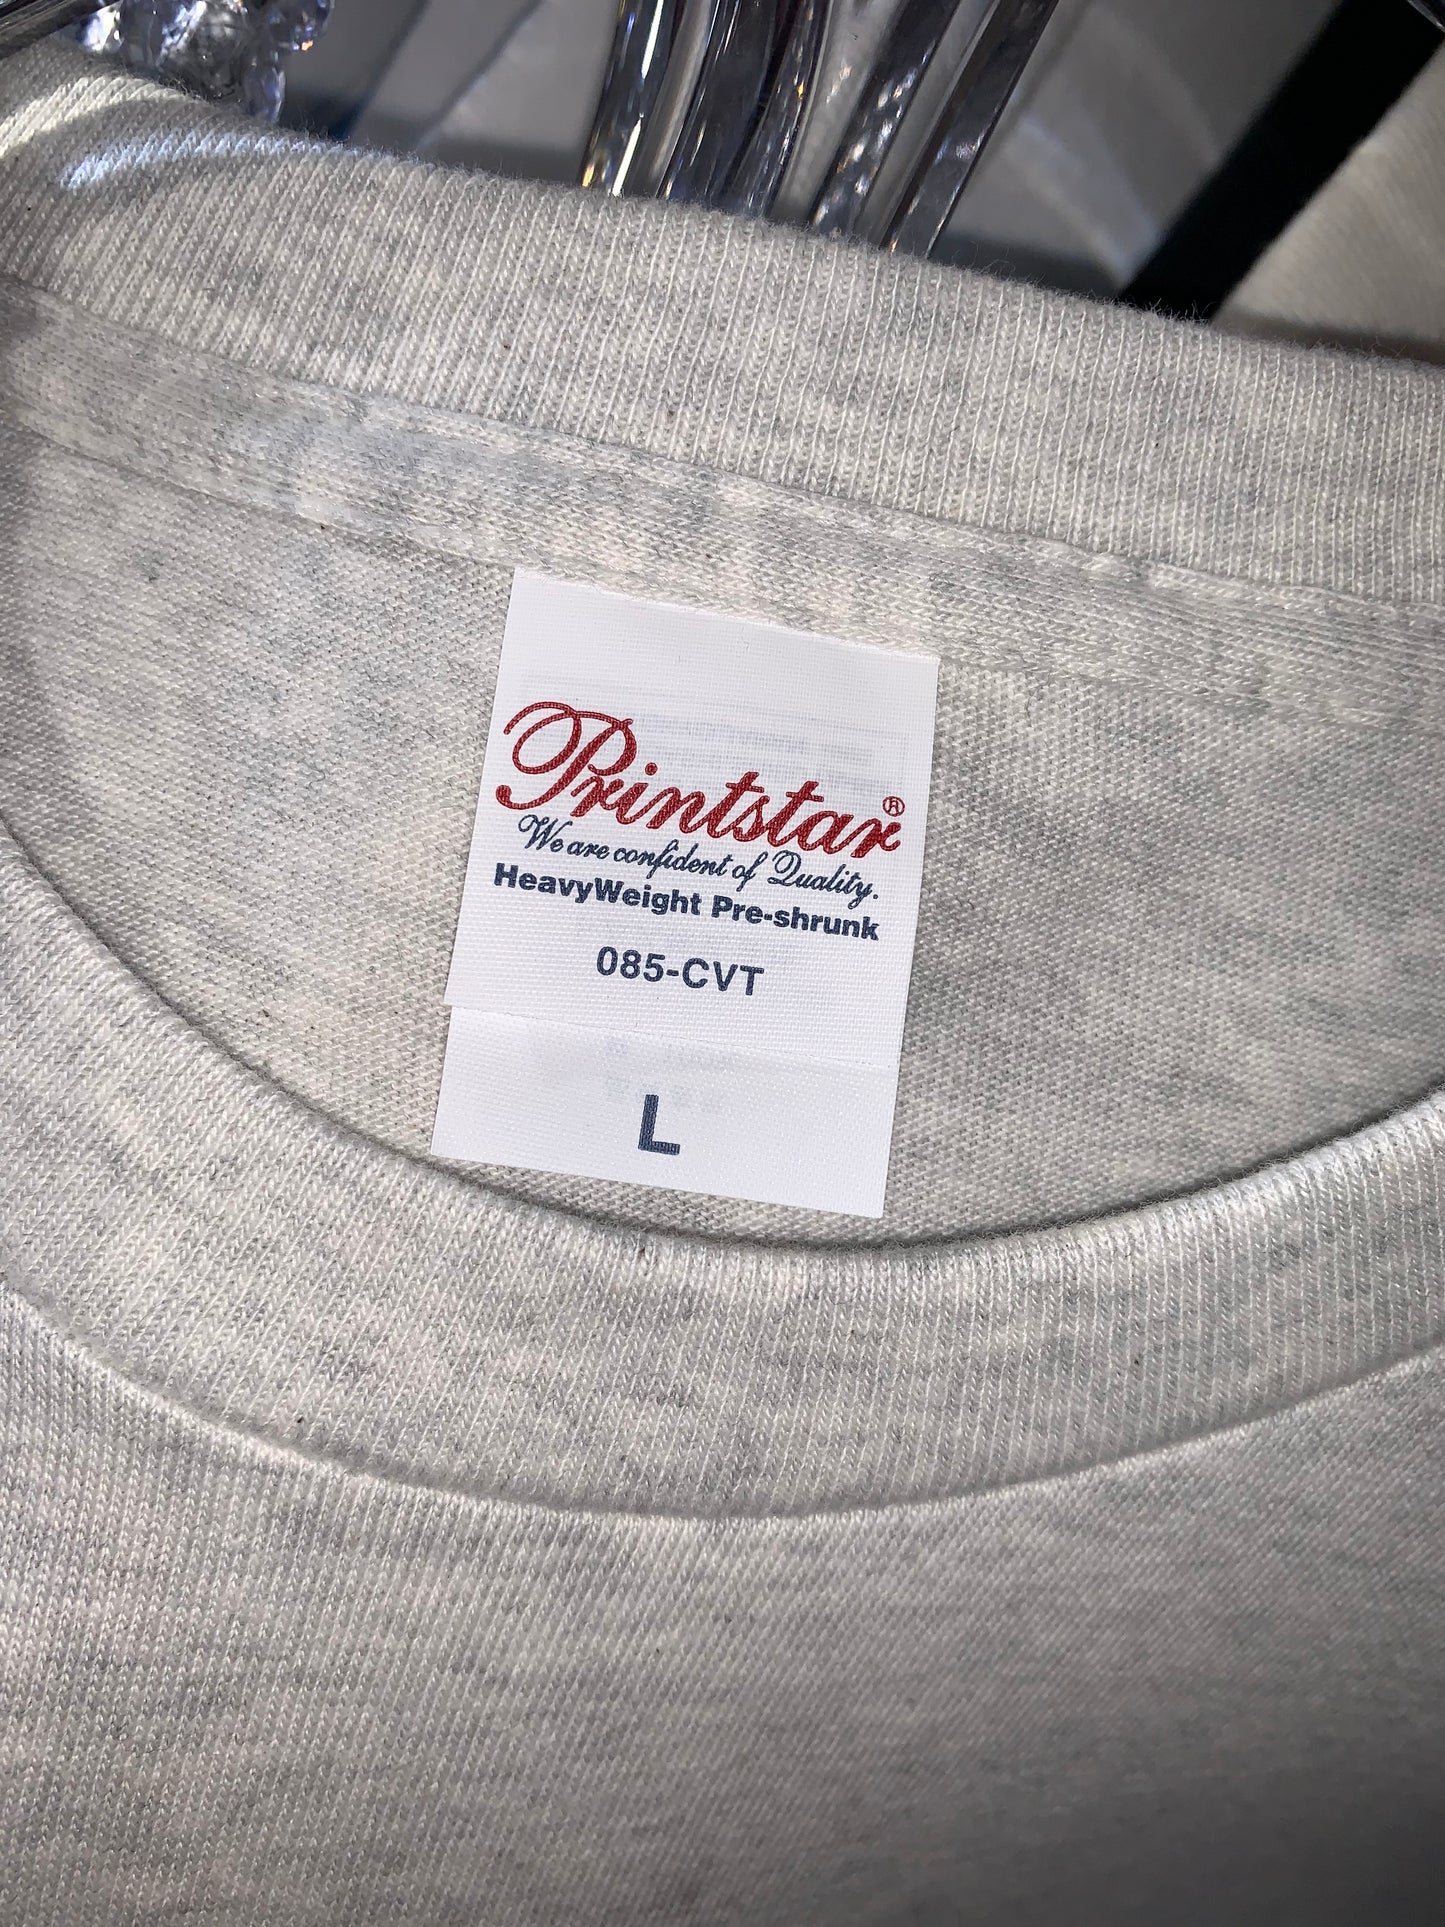 Printstar®
We are confident of Quality.
HeavyWeight Pre-shrunk
085-CVT
L